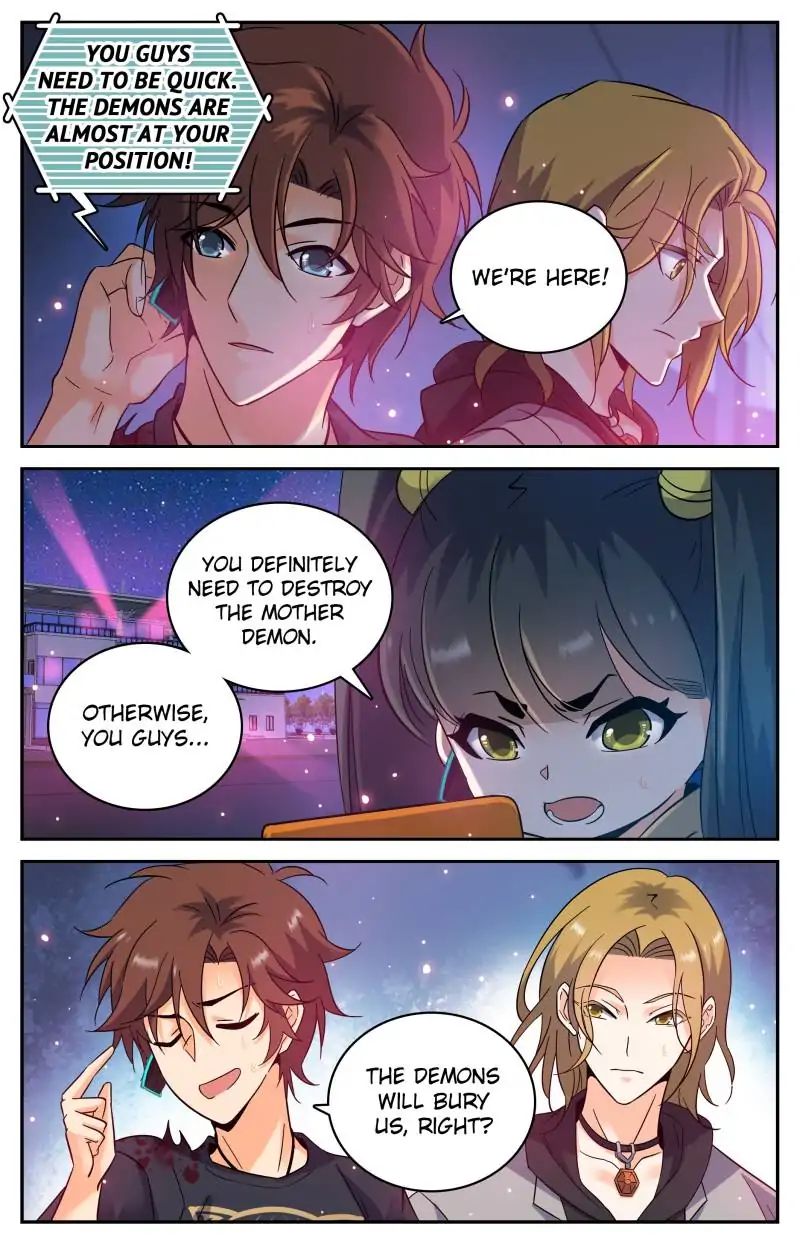 YOU GUYS
NEED TO BE QUICK.
THE DEMONS ARE
ALMOST AT YOUR
POSITION!
WE'RE HERE!
YOU DEFINITELY
NEED TO DESTROY
THE MOTHER
DEMON.
OTHERWISE,
YOU GUYS...
THE DEMONS
WILL BURY
US, RIGHT?